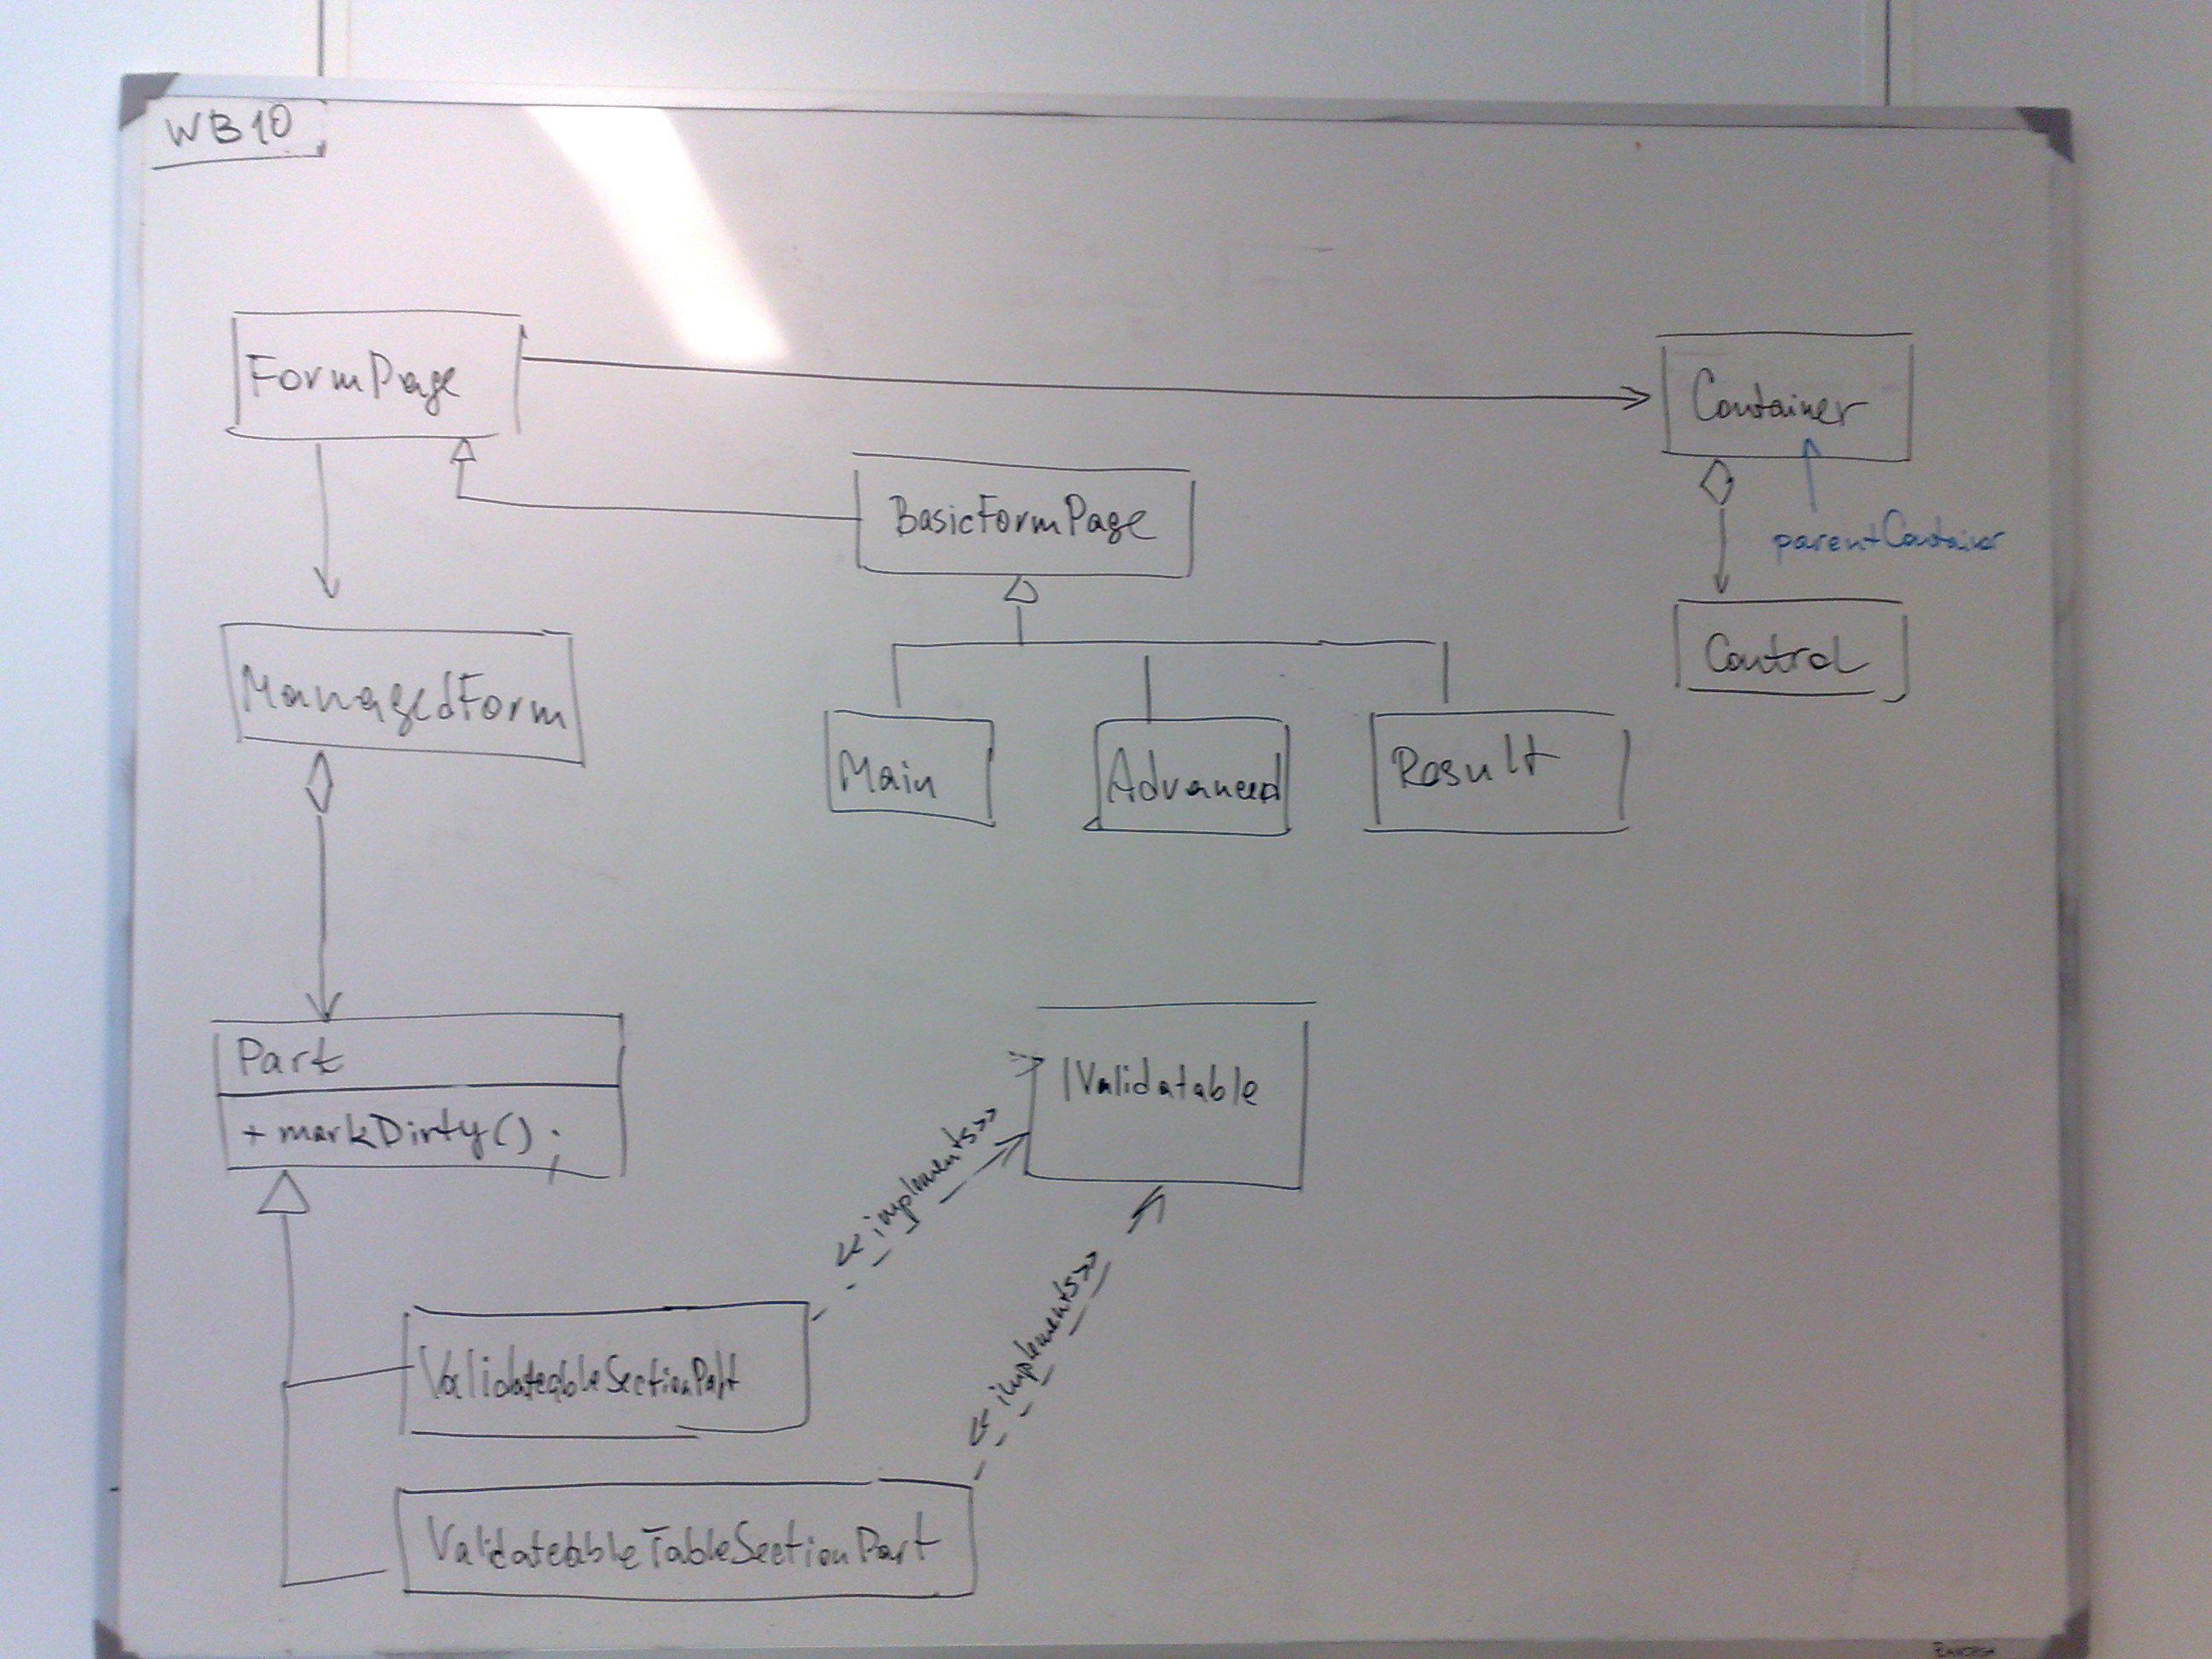 WB10
FormPage
Container
BasicFormPage
parentContainer
ManagedForm
Control
Main
Advanced
Result
Part
+ markDirty();
IValidatable
<<implements>>
<<implements>>
ValidateableSectionPart
ValidateableTableSectionPart